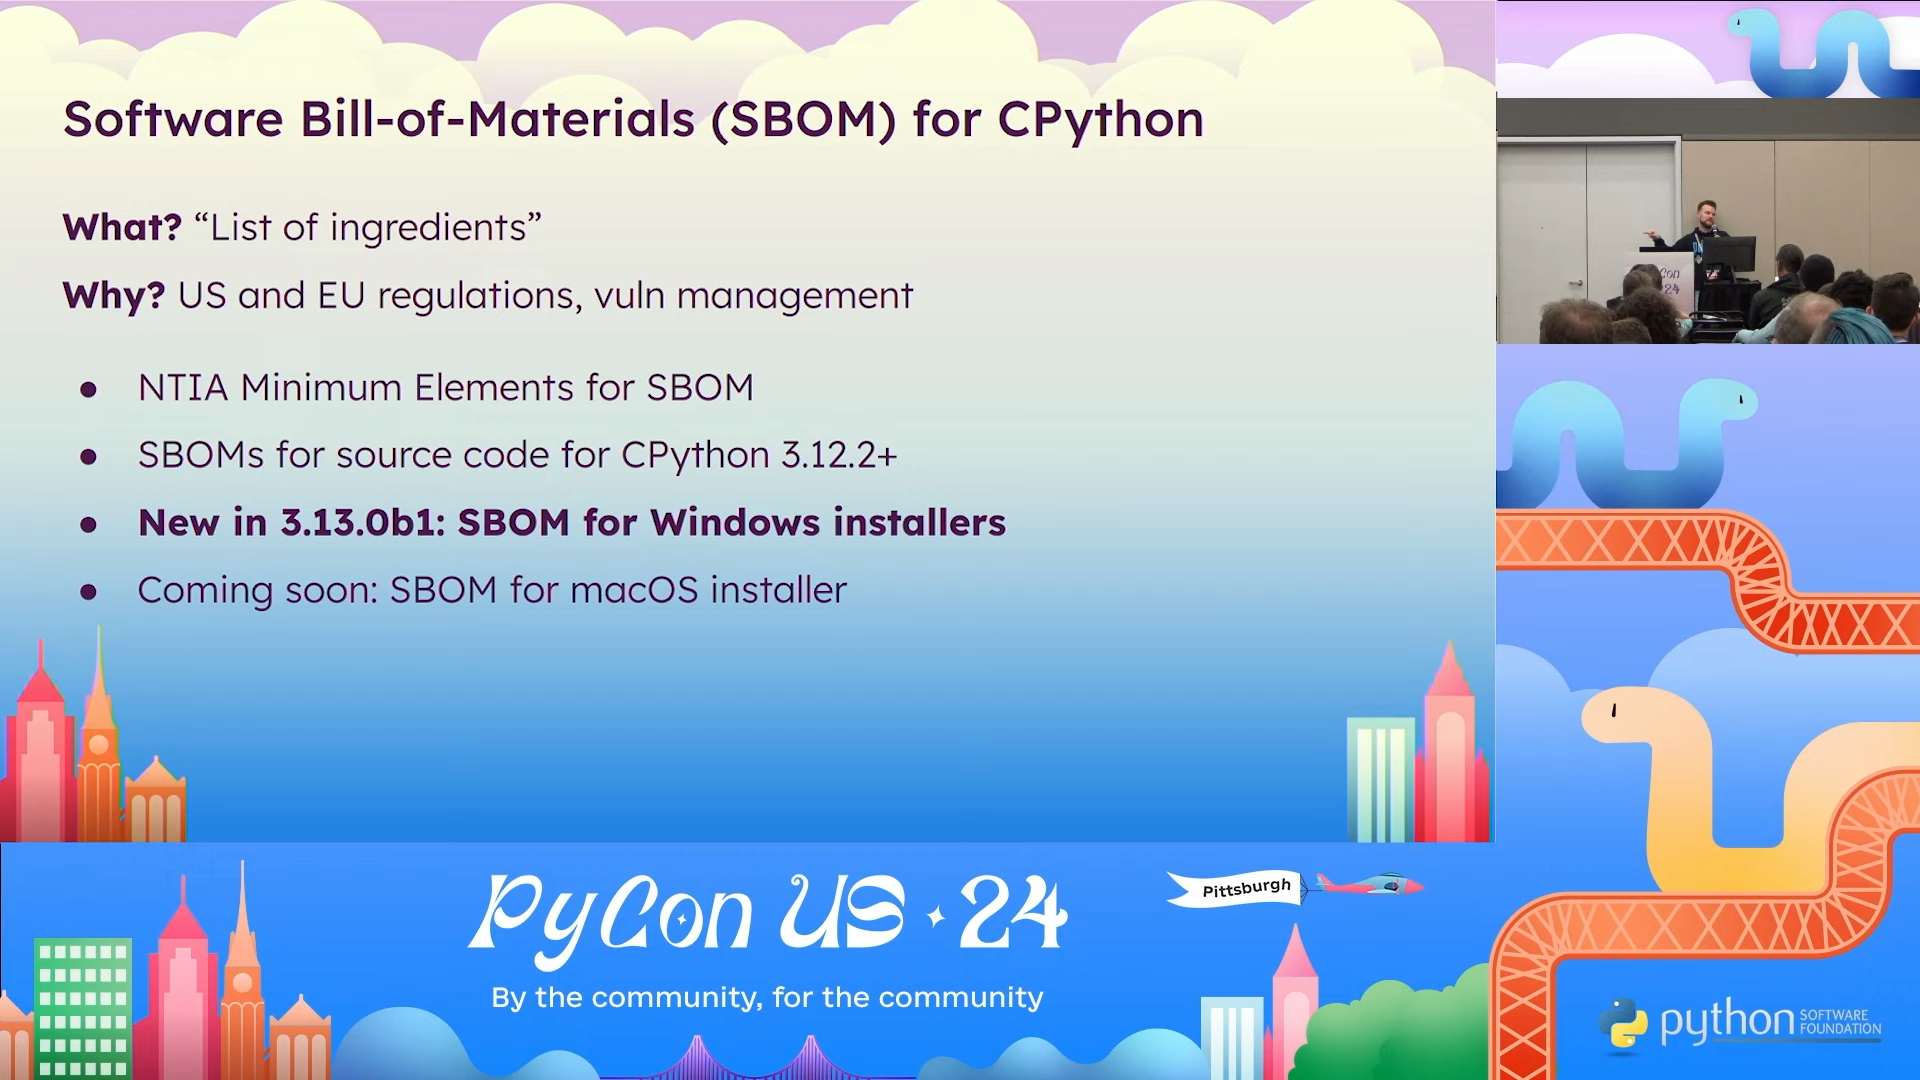 Software Bill-of-Materials (SBOM) for CPython
What? “List of ingredients”
Why? US and EU regulations, vuln management
● NTIA Minimum Elements for SBOM
● SBOMs for source code for CPython 3.12.2+
● New in 3.13.0b1: SBOM for Windows installers
● Coming soon: SBOM for macOS installer
Con
24
PyCon US 24
By the community, for the community
Pittsburgh
python SOFTWARE
FOUNDATION